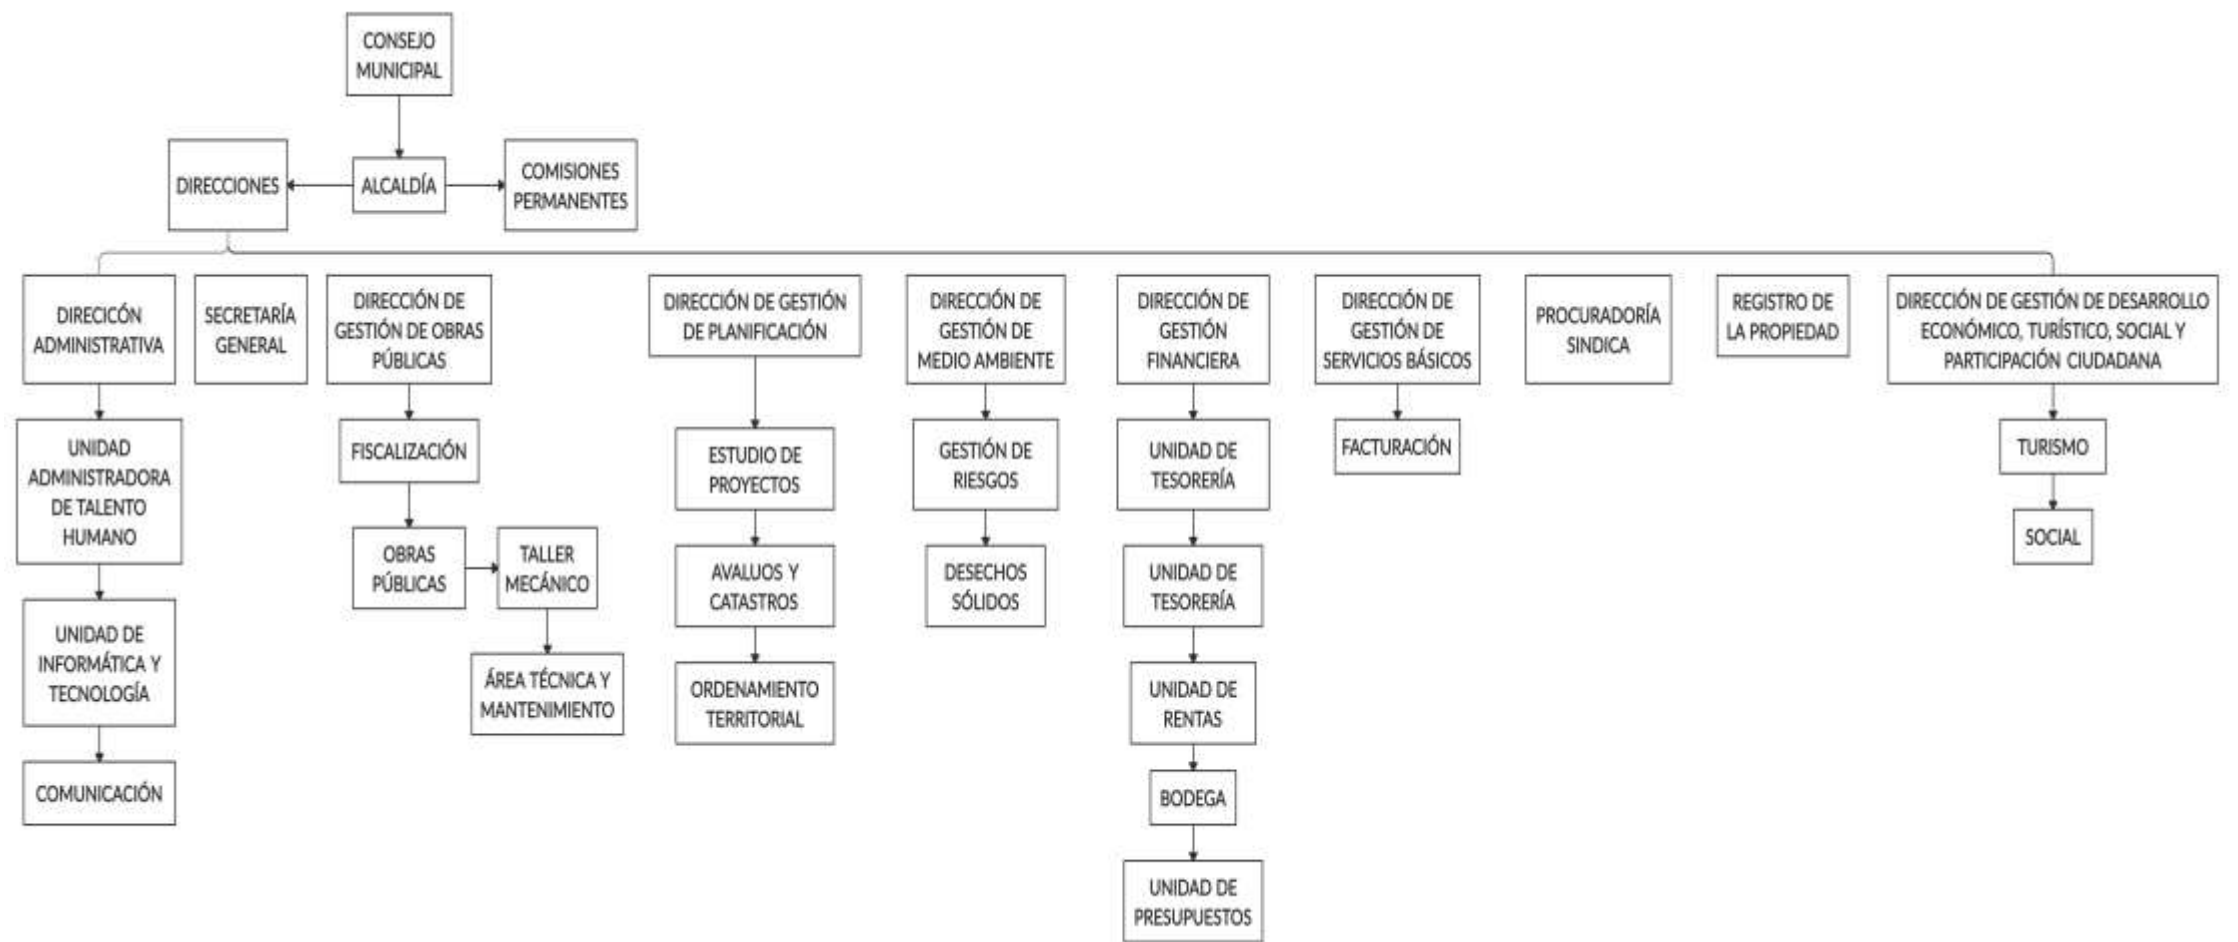 CONSEJO
MUNICIPAL
DIRECCIONES
ALCALDÍA
COMISIONES
PERMANENTES
DIRECICÓN
ADMINISTRATIVA
SECRETARÍA
GENERAL
DIRECCIÓN DE
GESTIÓN DE OBRAS
PÚBLICAS
DIRECCIÓN DE GESTIÓN
DE PLANIFICACIÓN
DIRECCIÓN DE
GESTIÓN DE
MEDIO AMBIENTE
DIRECCIÓN DE
GESTIÓN
FINANCIERA
DIRECCIÓN DE
GESTIÓN DE
SERVICIOS BÁSICOS
PROCURADORÍA
SINDICA
REGISTRO DE
LA PROPIEDAD
DIRECCIÓN DE GESTIÓN DE DESARROLLO
ECONÓMICO, TURÍSTICO, SOCIAL Y
PARTICIPACIÓN CIUDADANA
UNIDAD
ADMINISTRADORA
DE TALENTO
HUMANO
UNIDAD DE
INFORMÁTICA Y
TECNOLOGÍA
COMUNICACIÓN
FISCALIZACIÓN
OBRAS
PÚBLICAS
TALLER
MECÁNICO
ÁREA TÉCNICA Y
MANTENIMIENTO
ESTUDIO DE
PROYECTOS
AVALUOS Y
CATASTROS
ORDENAMIENTO
TERRITORIAL
GESTIÓN DE
RIESGOS
DESECHOS
SÓLIDOS
UNIDAD DE
TESORERÍA
UNIDAD DE
TESORERÍA
UNIDAD DE
RENTAS
BODEGA
UNIDAD DE
PRESUPUESTOS
FACTURACIÓN
TURISMO
SOCIAL